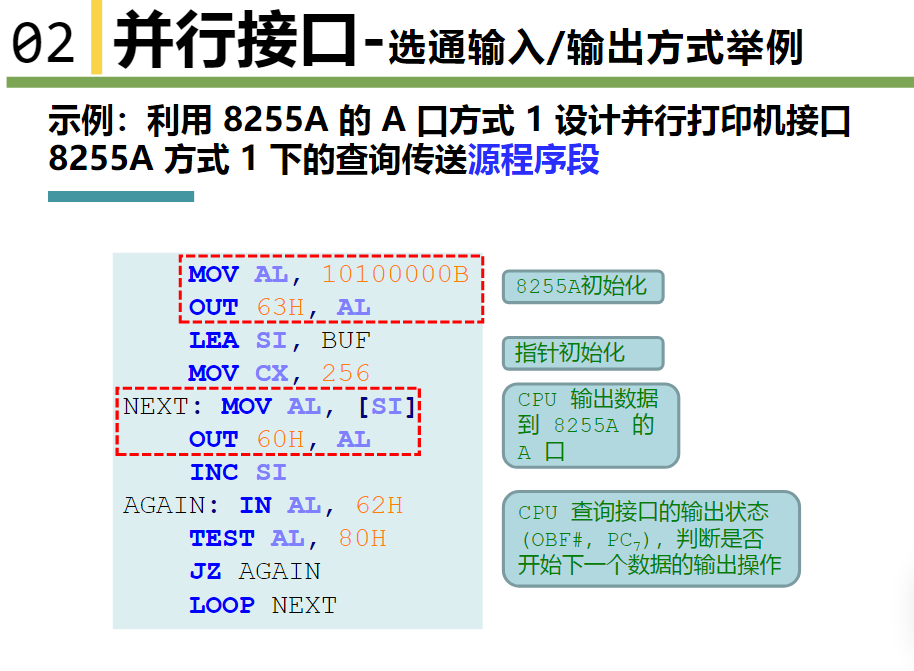 02 并行接口-选通输入/输出方式举例
示例：利用 8255A 的 A 口方式 1 设计并行打印机接口
8255A 方式 1 下的查询传送源程序段
MOV AL, 10100000B
OUT 63H, AL
8255A初始化
LEA SI, BUF
MOV CX, 256
指针初始化
NEXT: MOV AL, [SI]
OUT 60H, AL
CPU 输出数据
到 8255A 的
A 口
INC SI
AGAIN: IN AL, 62H
TEST AL, 80H
JZ AGAIN
LOOP NEXT
CPU 查询接口的输出状态
(OBF#, PC₇), 判断是否
开始下一个数据的输出操作